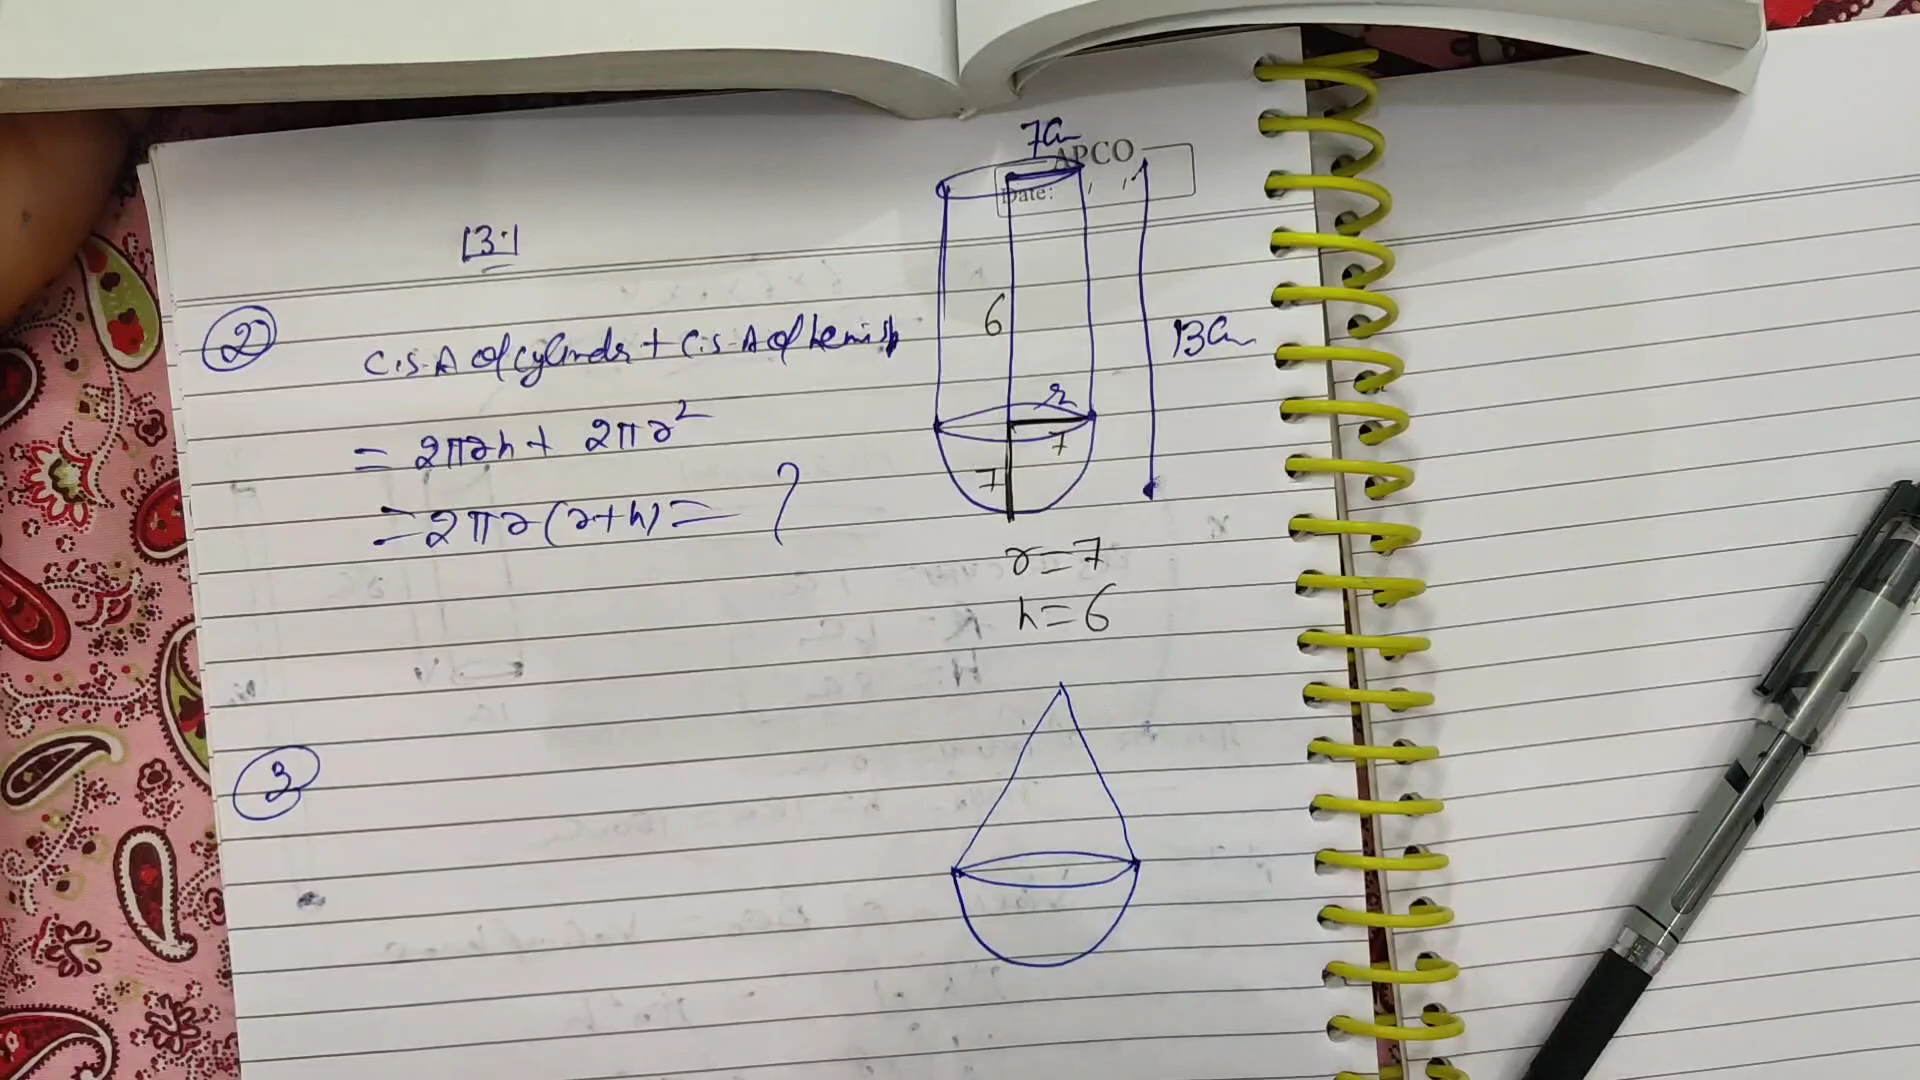 7cm
APCO
Date:
13.1
2
C.S.A of cylinder + C.S.A of hemisp
6
13cm
= 2πrh + 2πr²
r
7
7
= 2πr(r+h) = ?
r=7
h=6
3